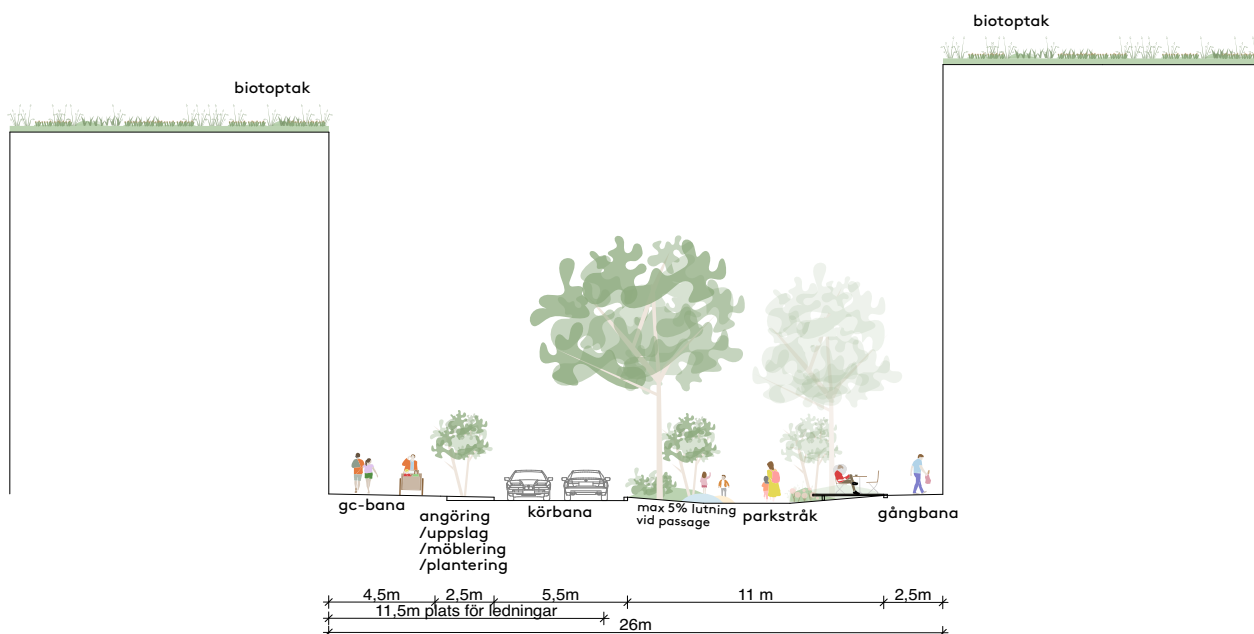 biotoptak
biotoptak
gc-bana
angöring
/uppslag
/möblering
/plantering
körbana
max 5% lutning
vid passage
parkstråk
gångbana
4,5m
2,5m
5,5m
11 m
2,5m
11,5m plats för ledningar
26m